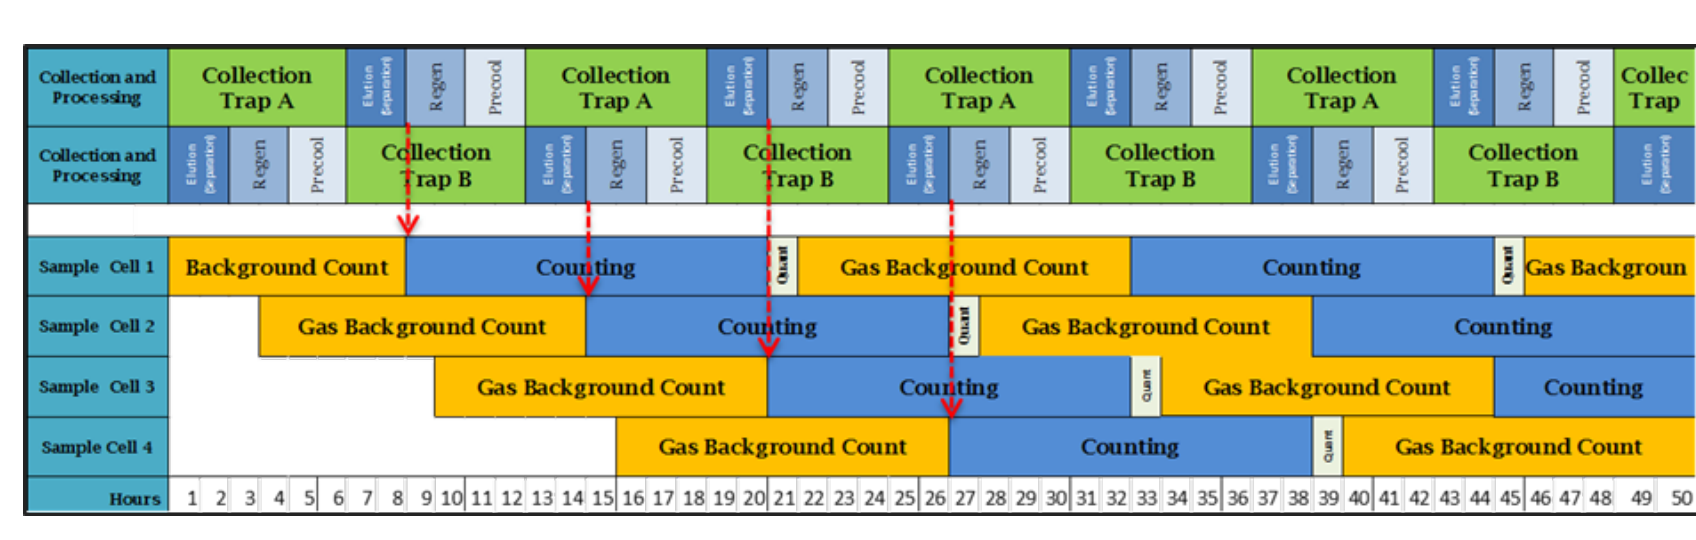 Collection and
Processing
Collection
Trap A
Elution
(Separation)
Regen
Precool
Collection
Trap A
Elution
(Separation)
Regen
Precool
Collection
Trap A
Elution
(Separation)
Regen
Precool
Collection
Trap A
Elution
(Separation)
Regen
Precool
Collec
Trap
Collection and
Processing
Elution
(Separation)
Regen
Precool
Collection
Trap B
Elution
(Separation)
Regen
Precool
Collection
Trap B
Elution
(Separation)
Regen
Precool
Collection
Trap B
Elution
(Separation)
Regen
Precool
Collection
Trap B
Elution
(Separation)
Sample Cell 1
Background Count
Counting
Quant
Gas Background Count
Counting
Quant
Gas Backgroun
Sample Cell 2
Gas Background Count
Counting
Quant
Gas Background Count
Counting
Sample Cell 3
Gas Background Count
Counting
Quant
Gas Background Count
Counting
Sample Cell 4
Gas Background Count
Counting
Quant
Gas Background Count
Hours 1 2 3 4 5 6 7 8 9 10 11 12 13 14 15 16 17 18 19 20 21 22 23 24 25 26 27 28 29 30 31 32 33 34 35 36 37 38 39 40 41 42 43 44 45 46 47 48 49 50